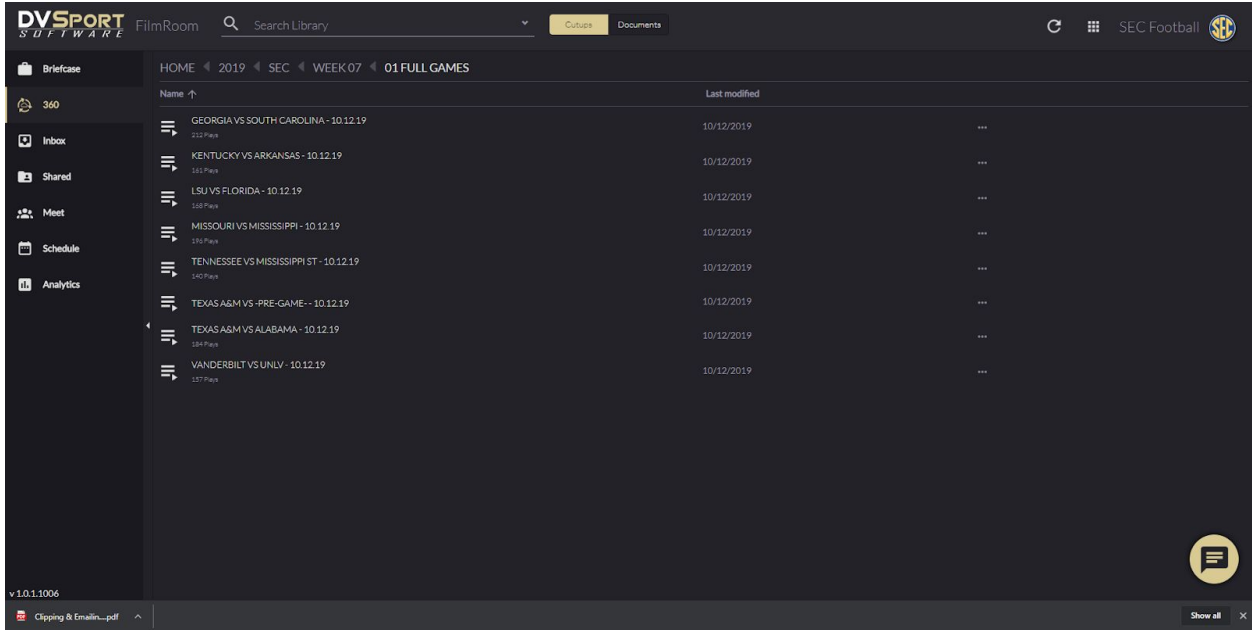 DVSPORT SOFTWARE FilmRoom Search Library Cutups Documents SEC Football SEC
Briefcase
360
Inbox
Shared
Meet
Schedule
Analytics
v 1.0.1.1006
HOME 2019 SEC WEEK 07 01 FULL GAMES
Name Last modified
GEORGIA VS SOUTH CAROLINA - 10.12.19 10/12/2019
212 Plays
KENTUCKY VS ARKANSAS - 10.12.19 10/12/2019
161 Plays
LSU VS FLORIDA - 10.12.19 10/12/2019
168 Plays
MISSOURI VS MISSISSIPPI - 10.12.19 10/12/2019
196 Plays
TENNESSEE VS MISSISSIPPI ST - 10.12.19 10/12/2019
140 Plays
TEXAS A&M VS -PRE-GAME- - 10.12.19 10/12/2019
TEXAS A&M VS ALABAMA - 10.12.19 10/12/2019
184 Plays
VANDERBILT VS UNLV - 10.12.19 10/12/2019
157 Plays
PDF Clipping & Emailin....pdf Show all